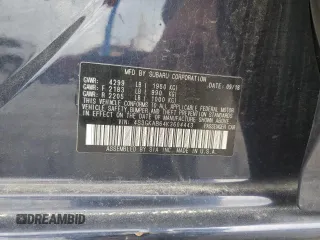 MFD. BY SUBARU CORPORATION
GVWR: 4299 LB ( 1950 KG)
DATE: 09/18
GAWR: F 2183 LB ( 990 KG)
GAWR: R 2205 LB ( 1000 KG)
THIS VEHICLE CONFORMS TO ALL APPLICABLE
FEDERAL MOTOR VEHICLE SAFETY, BUMPER, AND
THEFT PREVENTION STANDARDS IN EFFECT ON THE
DATE OF MANUFACTURE SHOWN ABOVE.
PASSENGER CAR
ASSEMBLED BY SIA, INC. MADE IN U.S.A.
DREAMBID